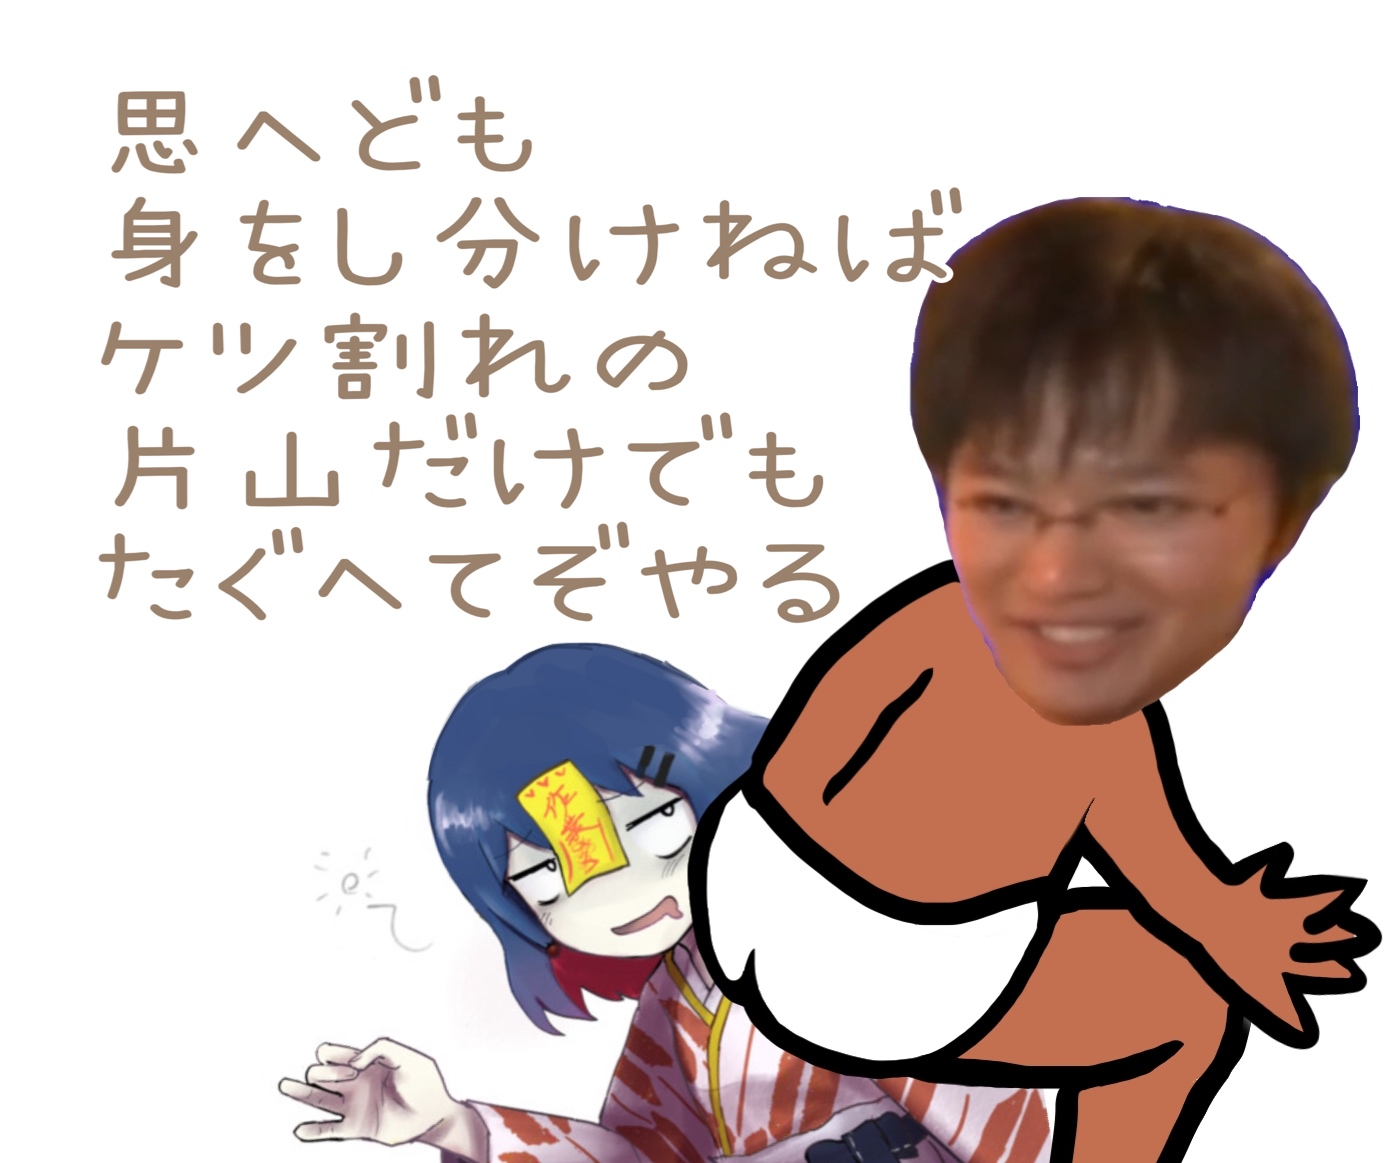 思へども
身をし分けねば
ケツ割れの
片山だけでも
たぐへてぞやる